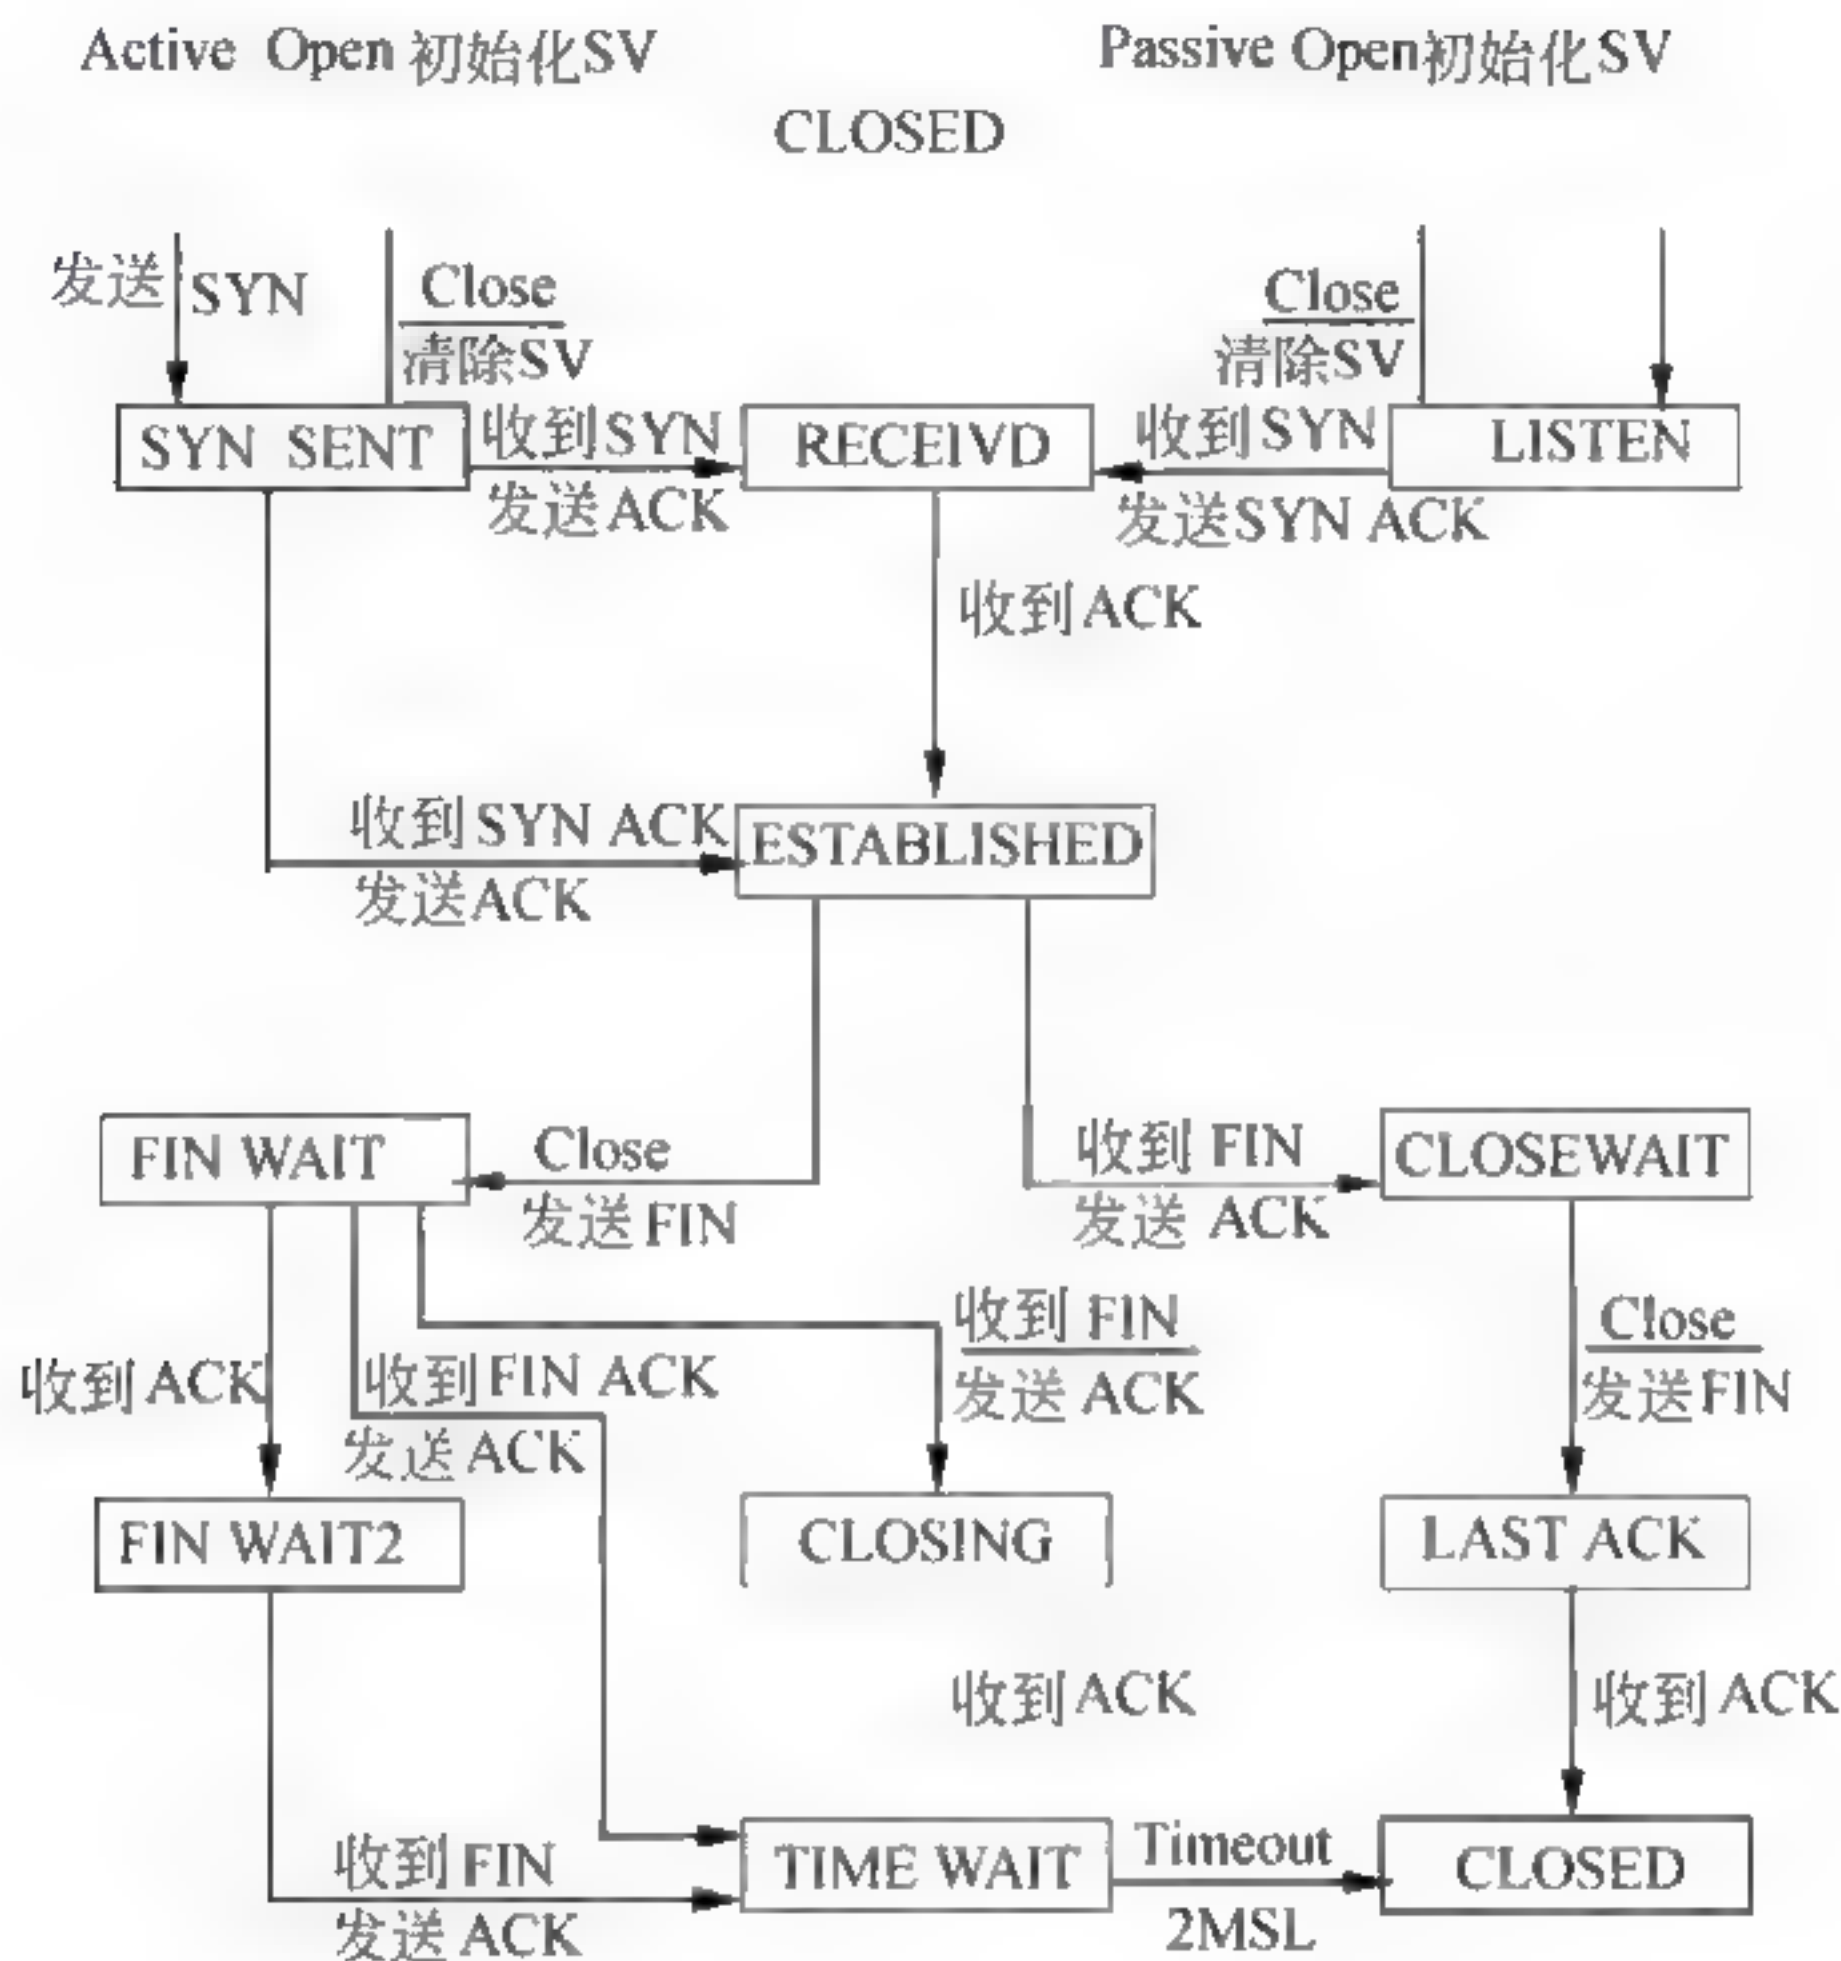 Active Open 初始化SV
Passive Open初始化SV
CLOSED
发送 SYN
Close
清除SV
Close
清除SV
SYN SENT
收到SYN
发送ACK
RECEIVD
收到SYN
发送SYN ACK
LISTEN
收到ACK
收到SYN ACK
发送ACK
ESTABLISHED
FIN WAIT
Close
发送 FIN
收到 FIN
发送 ACK
CLOSEWAIT
收到ACK
收到FIN ACK
发送ACK
收到 FIN
发送 ACK
Close
发送FIN
FIN WAIT2
CLOSING
LAST ACK
收到ACK
收到ACK
收到 FIN
发送 ACK
TIME WAIT
Timeout
2MSL
CLOSED